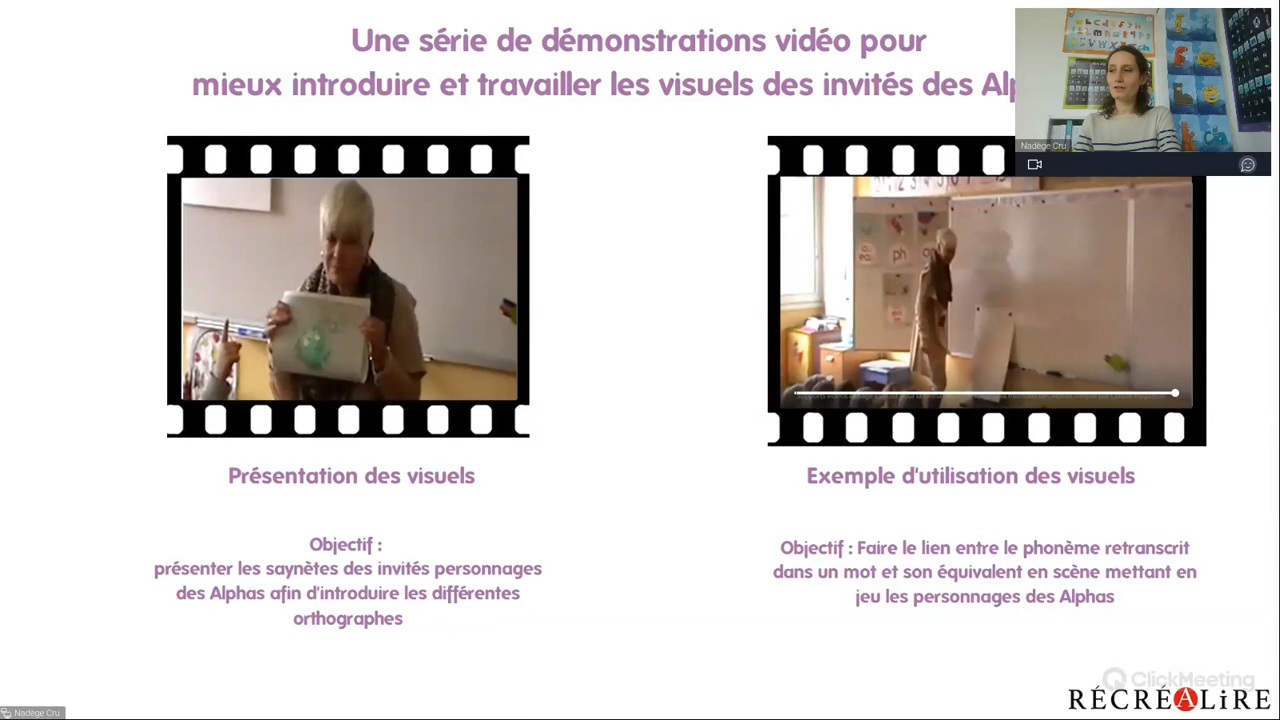 Une série de démonstrations vidéo pour
mieux introduire et travailler les visuels des invités des Alp
Nadège Cru
ph
Présentation des visuels
Exemple d'utilisation des visuels
Objectif :
présenter les saynètes des invités personnages
des Alphas afin d'introduire les différentes
orthographes
Objectif : Faire le lien entre le phonème retranscrit
dans un mot et son équivalent en scène mettant en
jeu les personnages des Alphas
ClickMeeting
RÉCRÉALiRE
Nadège Cru